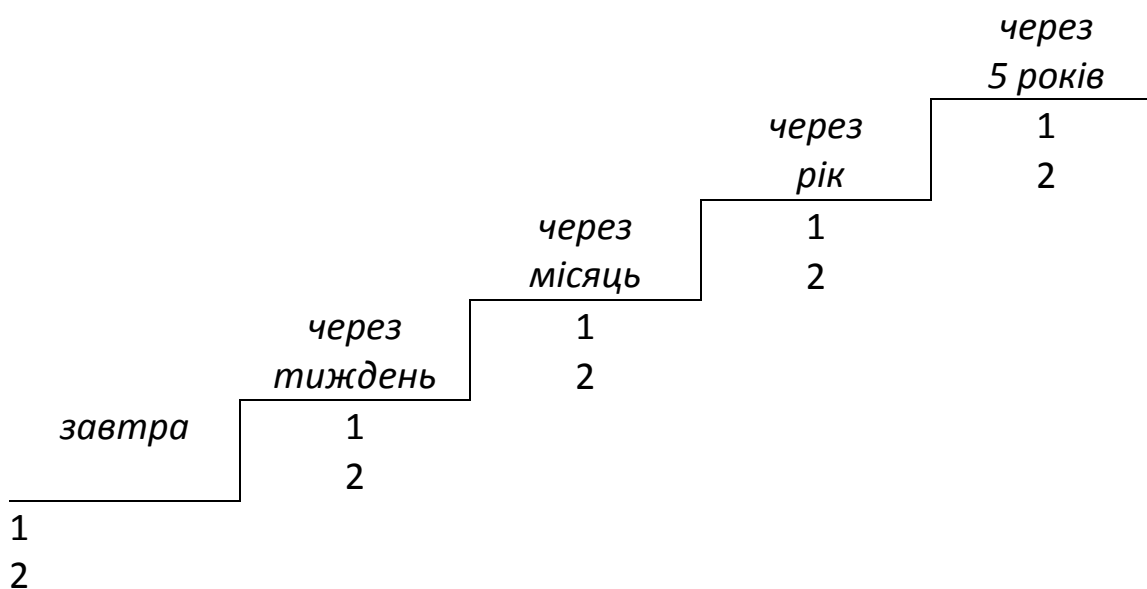 завтра
1
2
через
тиждень
1
2
через
місяць
1
2
через
рік
1
2
через
5 років
1
2